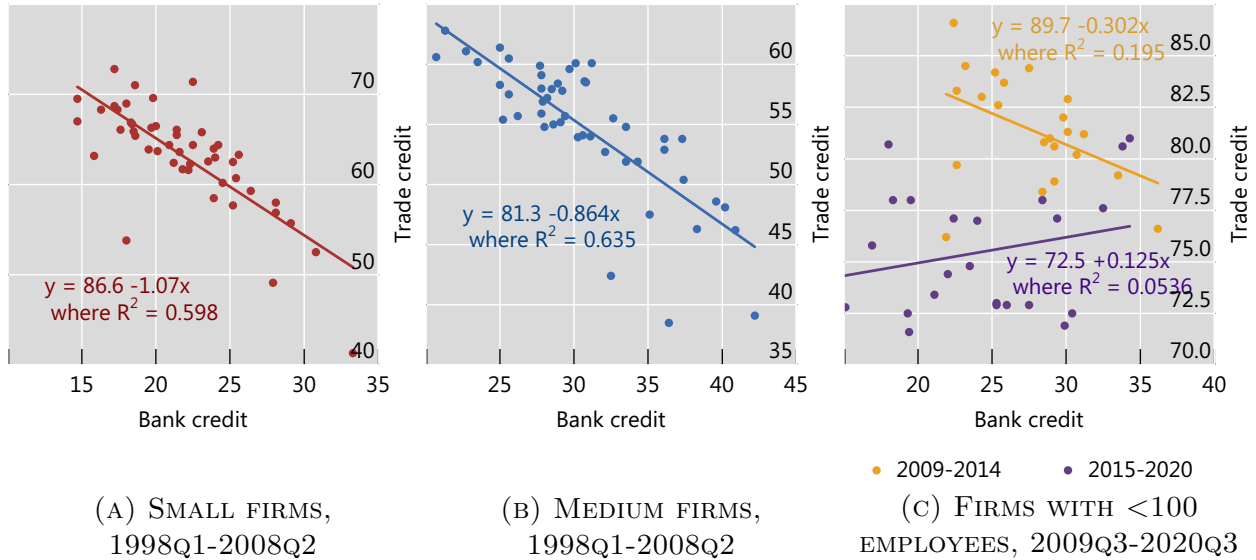 70
60
50
40
Trade credit
y = 86.6 -1.07x
where R² = 0.598
15 20 25 30 35
Bank credit
60
55
50
45
40
35
Trade credit
y = 81.3 -0.864x
where R² = 0.635
20 25 30 35 40 45
Bank credit
y = 89.7 -0.302x
where R² = 0.195
85.0
82.5
80.0
77.5
75.0
72.5
70.0
Trade credit
y = 72.5 +0.125x
where R² = 0.0536
20 25 30 35 40
Bank credit
2009-2014 2015-2020
(A) SMALL FIRMS,
1998Q1-2008Q2
(B) MEDIUM FIRMS,
1998Q1-2008Q2
(C) FIRMS WITH <100
EMPLOYEES, 2009Q3-2020Q3